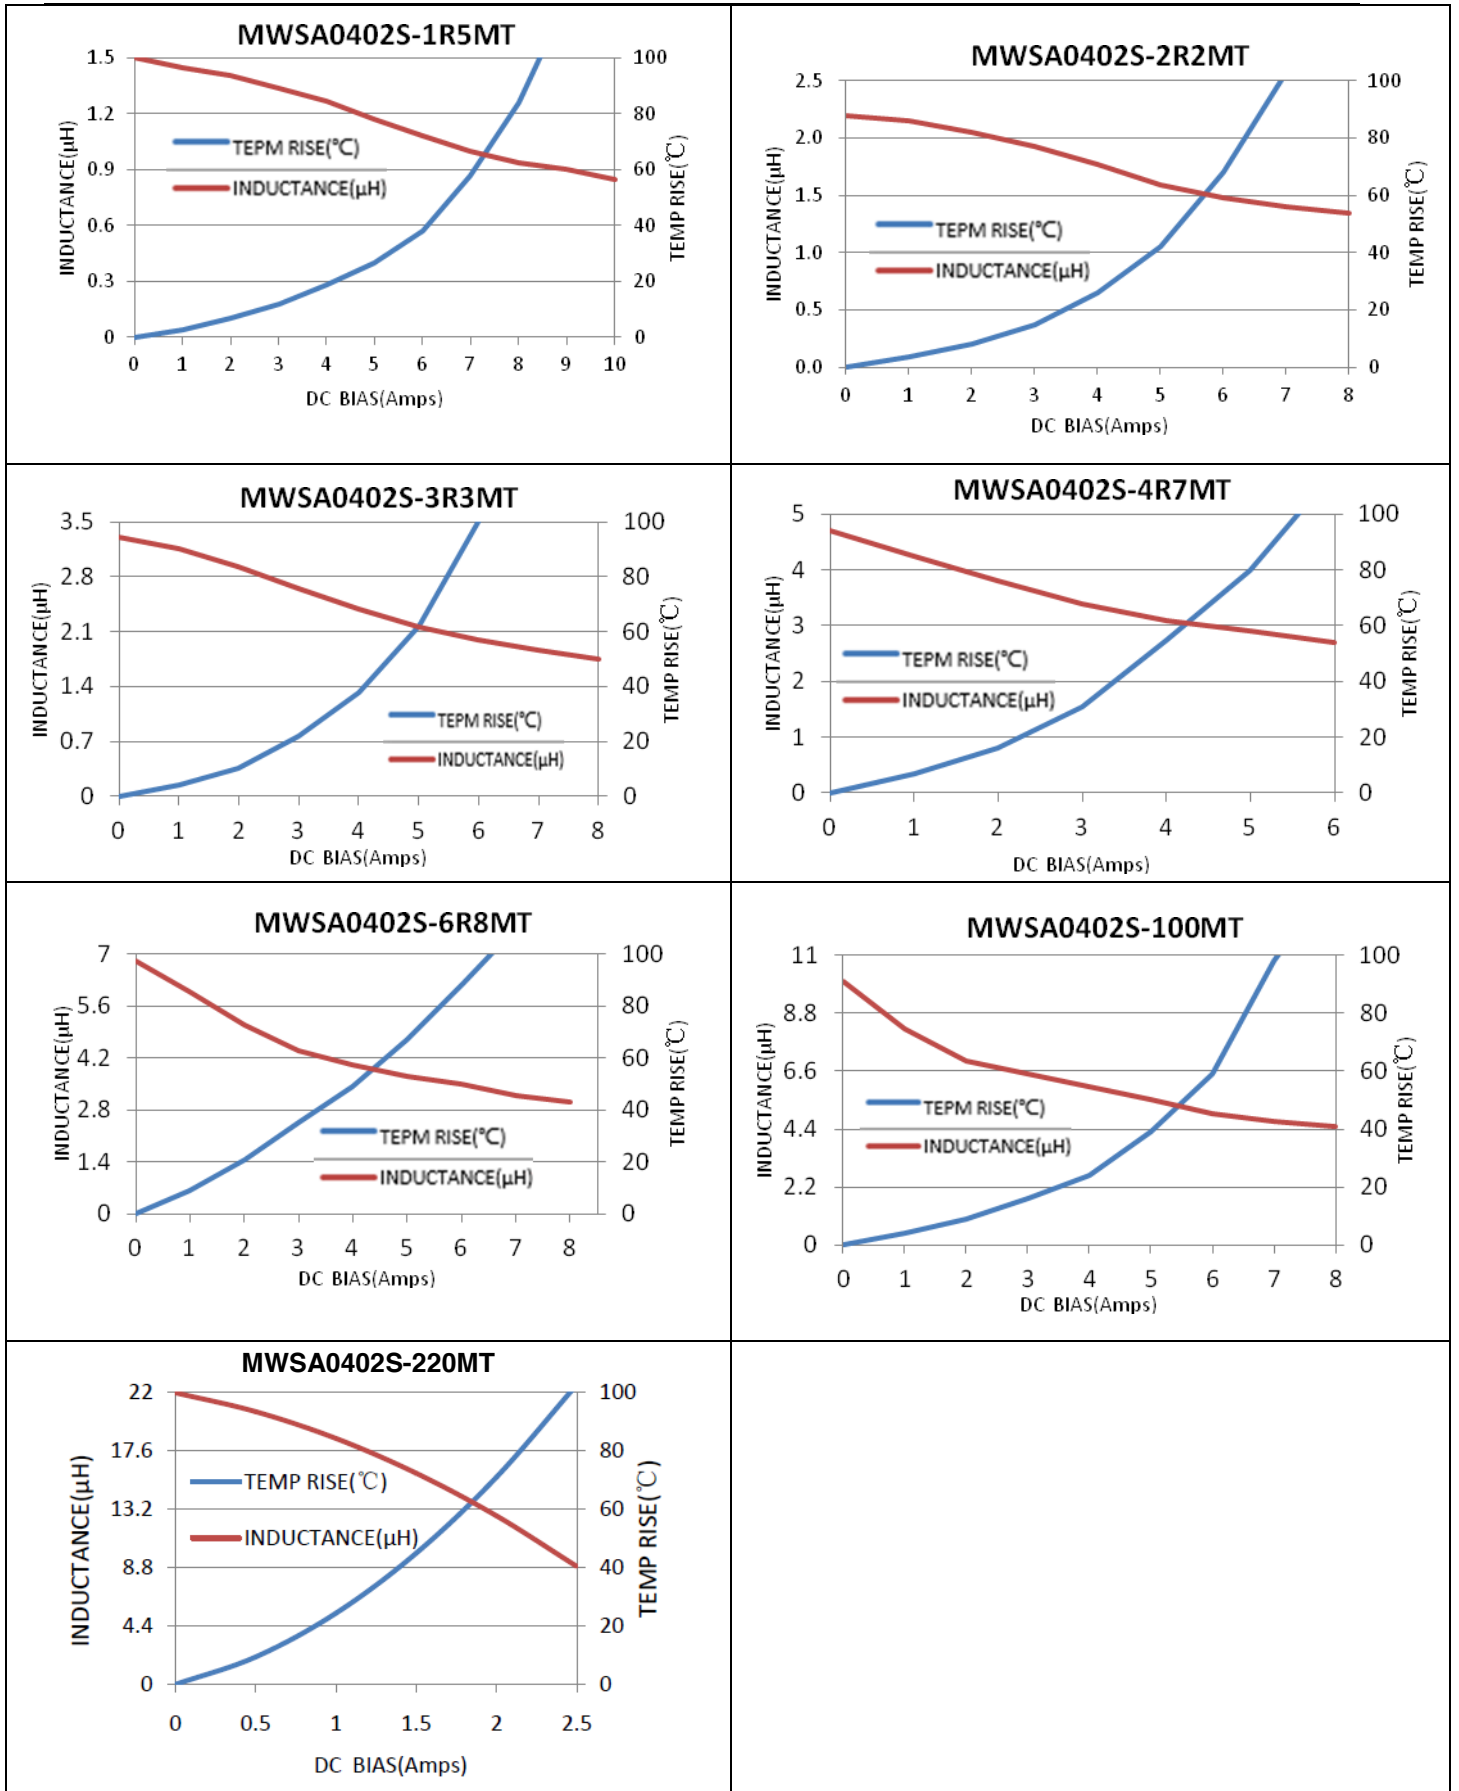 MWSA0402S-1R5MT
1.5
1.2
0.9
0.6
0.3
0
100
80
60
40
20
0
INDUCTANCE(µH)
TEMP RISE(℃)
TEPM RISE(℃)
INDUCTANCE(µH)
0 1 2 3 4 5 6 7 8 9 10
DC BIAS(Amps)
MWSA0402S-2R2MT
2.5
2.0
1.5
1.0
0.5
0.0
100
80
60
40
20
0
INDUCTANCE(µH)
TEMP RISE(℃)
TEPM RISE(℃)
INDUCTANCE(µH)
0 1 2 3 4 5 6 7 8
DC BIAS(Amps)
MWSA0402S-3R3MT
3.5
2.8
2.1
1.4
0.7
0
100
80
60
40
20
0
INDUCTANCE(µH)
TEMP RISE(℃)
TEPM RISE(℃)
INDUCTANCE(µH)
0 1 2 3 4 5 6 7 8
DC BIAS(Amps)
MWSA0402S-4R7MT
5
4
3
2
1
0
100
80
60
40
20
0
INDUCTANCE(µH)
TEMP RISE(℃)
TEPM RISE(℃)
INDUCTANCE(µH)
0 1 2 3 4 5 6
DC BIAS(Amps)
MWSA0402S-6R8MT
7
5.6
4.2
2.8
1.4
0
100
80
60
40
20
0
INDUCTANCE(µH)
TEMP RISE(℃)
TEPM RISE(℃)
INDUCTANCE(µH)
0 1 2 3 4 5 6 7 8
DC BIAS(Amps)
MWSA0402S-100MT
11
8.8
6.6
4.4
2.2
0
100
80
60
40
20
0
INDUCTANCE(µH)
TEMP RISE(℃)
TEPM RISE(℃)
INDUCTANCE(µH)
0 1 2 3 4 5 6 7 8
DC BIAS(Amps)
MWSA0402S-220MT
22
17.6
13.2
8.8
4.4
0
100
80
60
40
20
0
INDUCTANCE(µH)
TEMP RISE(℃)
TEMP RISE(℃)
INDUCTANCE(µH)
0 0.5 1 1.5 2 2.5
DC BIAS(Amps)